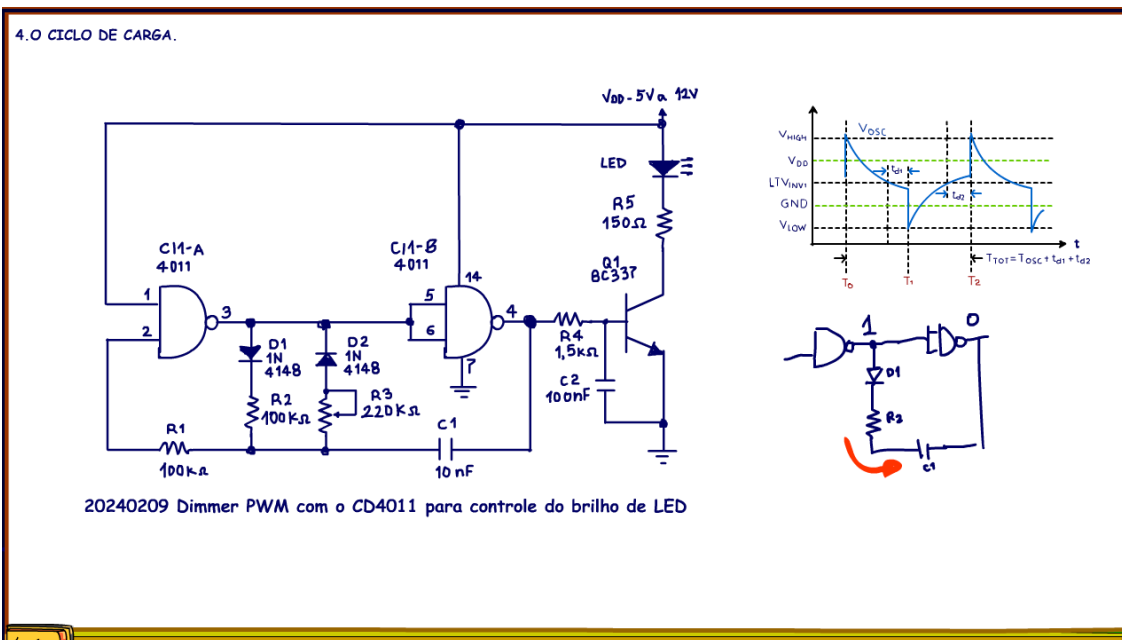 4.O CICLO DE CARGA.
VDD - 5V a 12V
LED
R5
150Ω
CI1-A
4011
CI1-B
4011
14
Q1
BC337
1
2
3
5
6
4
7
D1
1N
4148
D2
1N
4148
R4
1,5KΩ
C2
100nF
R2
100KΩ
R3
220KΩ
R1
100KΩ
C1
10 nF
20240209 Dimmer PWM com o CD4011 para controle do brilho de LED
VHIGH
VOSC
VDD
td1
LTVINV1
td2
GND
VLOW
t
TTOT=TOSC+td1+td2
T0
T1
T2
1
0
D1
R2
C1